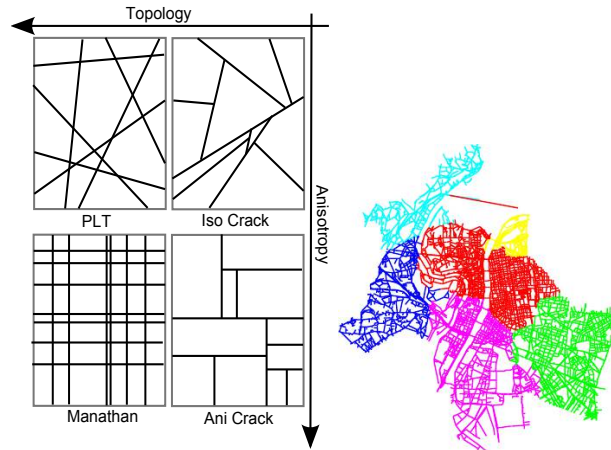 Topology
PLT
Iso Crack
Anisotropy
Manathan
Ani Crack